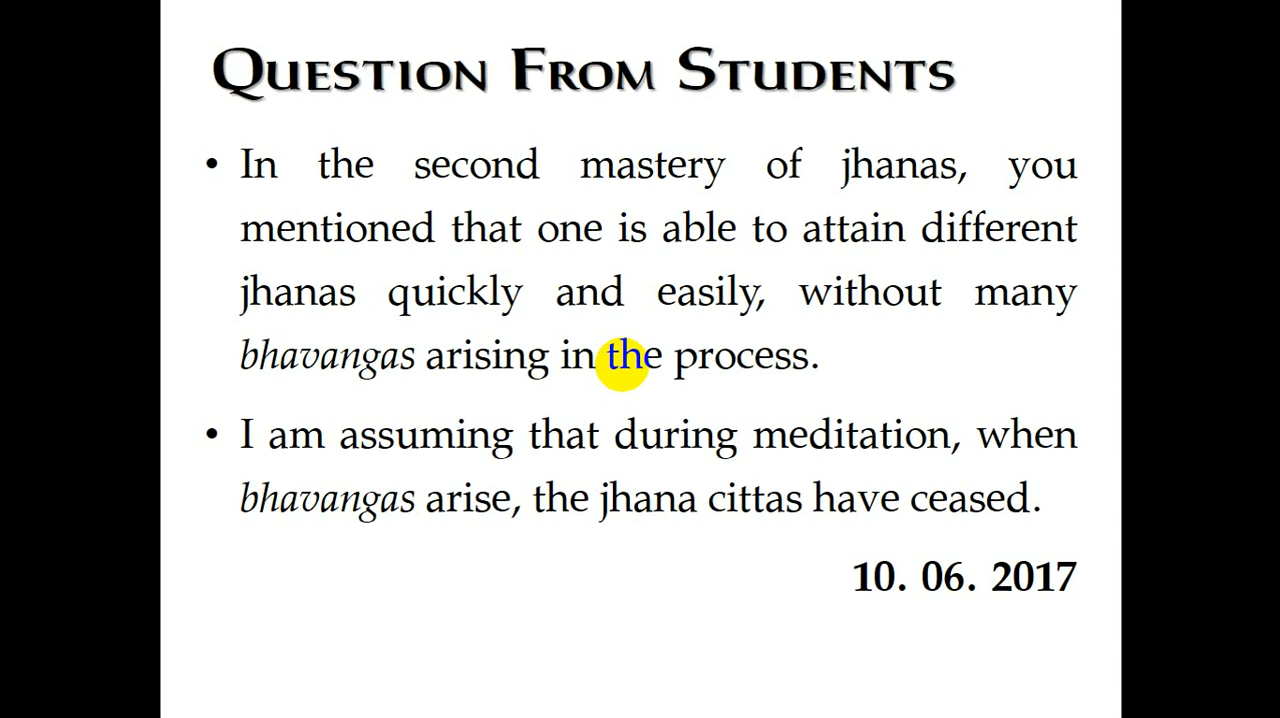 Question From Students
• In the second mastery of jhanas, you
mentioned that one is able to attain different
jhanas quickly and easily, without many
bhavangas arising in the process.
• I am assuming that during meditation, when
bhavangas arise, the jhana cittas have ceased.
10. 06. 2017